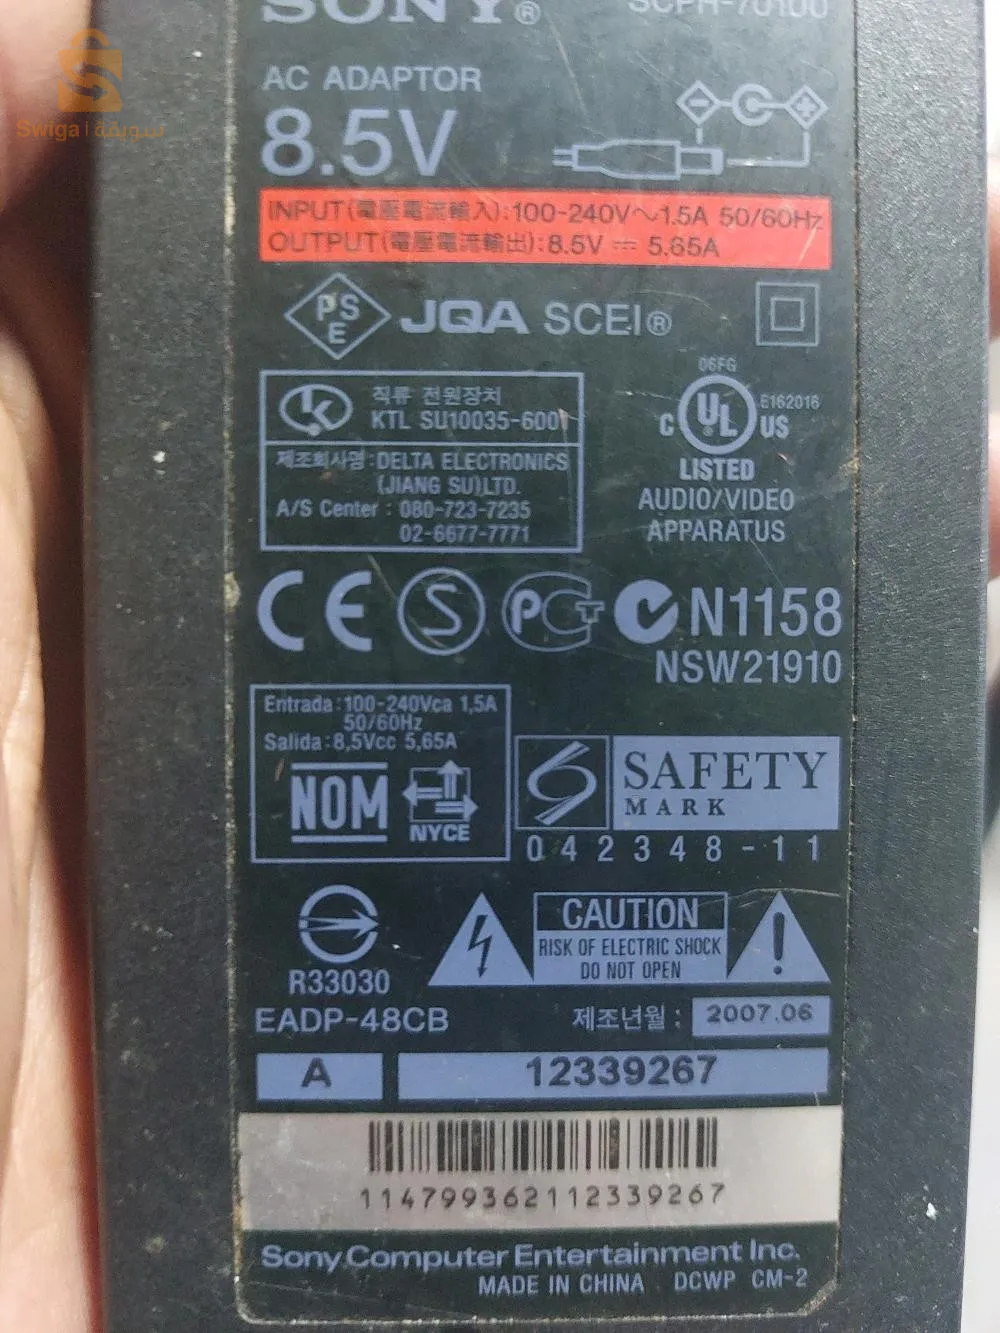 SONY®
SCPH-70100
Swiga | سويقة
AC ADAPTOR
8.5V
INPUT(電壓電流輸入):100-240V～1.5A 50/60Hz
OUTPUT(電壓電流輸出):8.5V ⎓ 5.65A
PSE JQA SCEI®
06FG
E162016
C UL US
LISTED
AUDIO/VIDEO
APPARATUS
직류 전원장치
KTL SU10035-6001
제조회사명:DELTA ELECTRONICS
(JIANG SU)LTD.
A/S Center : 080-723-7235
02-6677-7771
CE S PCT N1158
NSW21910
Entrada:100-240Vca 1,5A
50/60Hz
Salida:8,5Vcc 5,65A
NOM NYCE
SAFETY
MARK
042348-11
R33030
CAUTION
RISK OF ELECTRIC SHOCK
DO NOT OPEN
EADP-48CB 제조년월 : 2007.06
A 12339267
114799362112339267
Sony Computer Entertainment Inc.
MADE IN CHINA DCWP CM-2